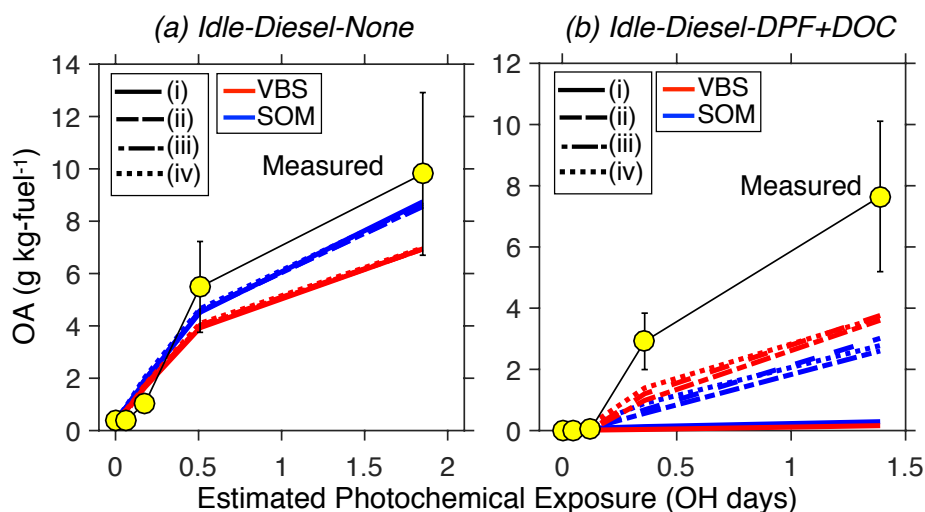 (a) Idle-Diesel-None
(b) Idle-Diesel-DPF+DOC
OA (g kg-fuel⁻¹)
14
12
10
8
6
4
2
0
(i)
(ii)
(iii)
(iv)
VBS
SOM
Measured
0
0.5
1
1.5
2
12
10
8
6
4
2
0
(i)
(ii)
(iii)
(iv)
VBS
SOM
Measured
0
0.5
1
1.5
Estimated Photochemical Exposure (OH days)